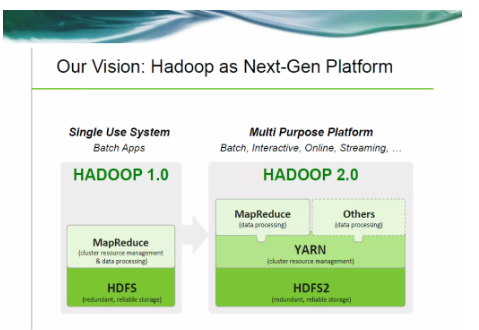 Our Vision: Hadoop as Next-Gen Platform
Single Use System
Batch Apps
Multi Purpose Platform
Batch, Interactive, Online, Streaming, …
HADOOP 1.0
MapReduce
(cluster resource management
& data processing)
HDFS
(redundant, reliable storage)
HADOOP 2.0
MapReduce
(data processing)
Others
(data processing)
YARN
(cluster resource management)
HDFS2
(redundant, reliable storage)